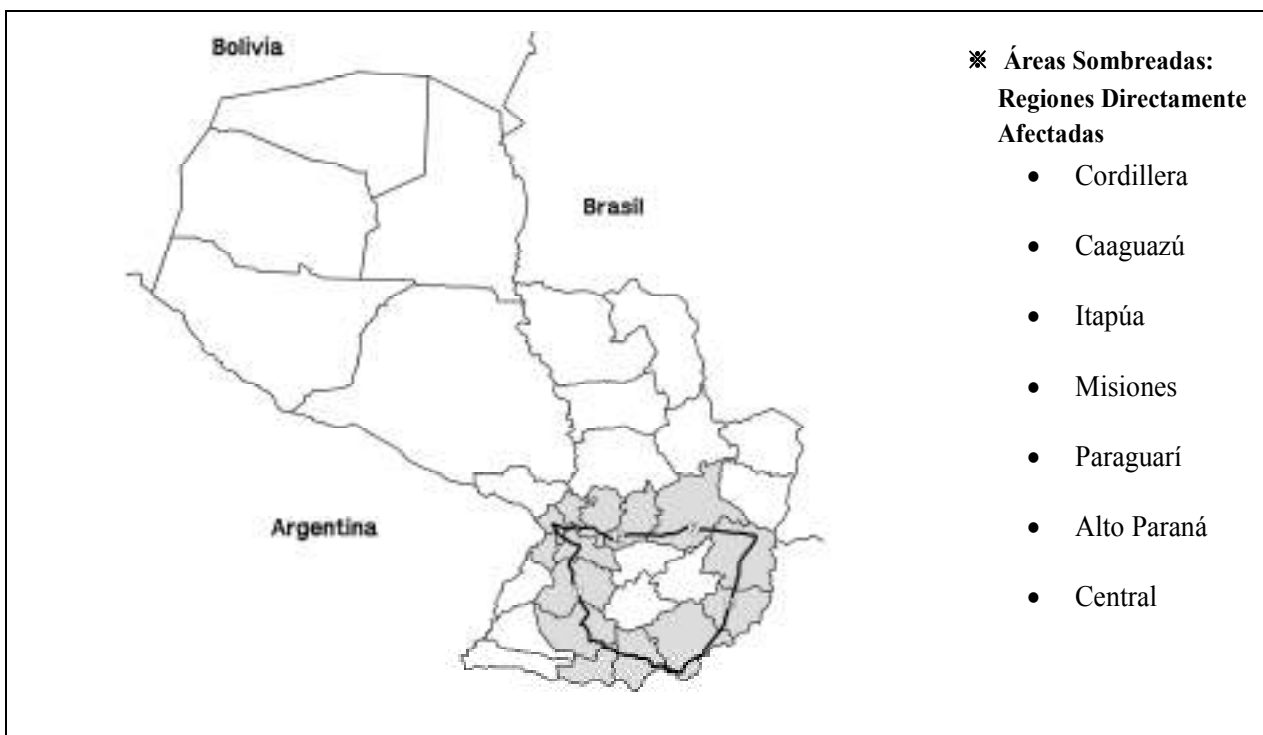 Bolivia
Brasil
Argentina
※ Áreas Sombreadas:
Regiones Directamente
Afectadas
• Cordillera
• Caaguazú
• Itapúa
• Misiones
• Paraguarí
• Alto Paraná
• Central